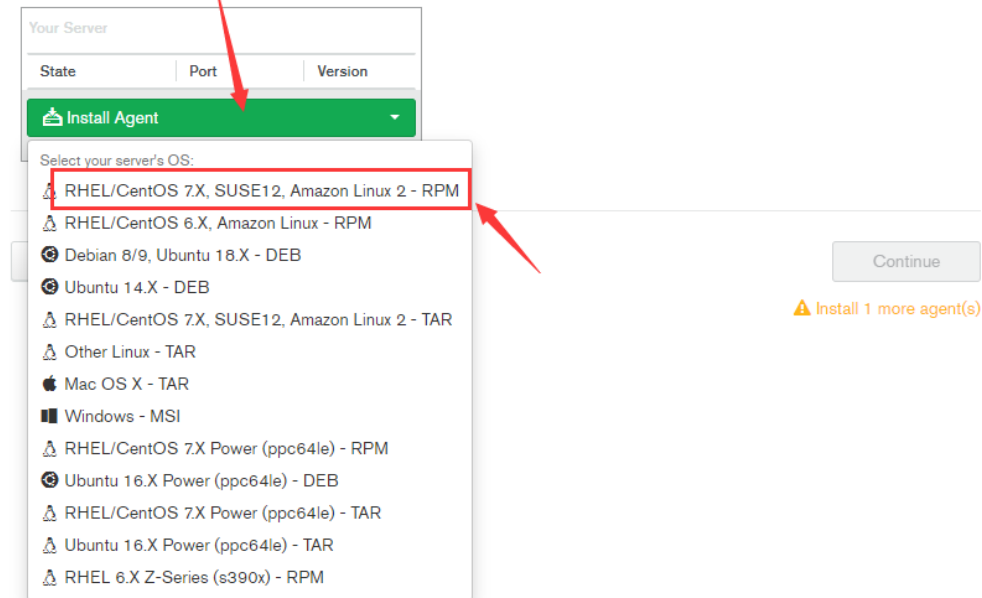 Your Server
State Port Version
Install Agent
Select your server's OS:
RHEL/CentOS 7.X, SUSE12, Amazon Linux 2 - RPM
RHEL/CentOS 6.X, Amazon Linux - RPM
Debian 8/9, Ubuntu 18.X - DEB
Ubuntu 14.X - DEB
RHEL/CentOS 7.X, SUSE12, Amazon Linux 2 - TAR
Other Linux - TAR
Mac OS X - TAR
Windows - MSI
RHEL/CentOS 7.X Power (ppc64le) - RPM
Ubuntu 16.X Power (ppc64le) - DEB
RHEL/CentOS 7.X Power (ppc64le) - TAR
Ubuntu 16.X Power (ppc64le) - TAR
RHEL 6.X Z-Series (s390x) - RPM
Continue
Install 1 more agent(s)